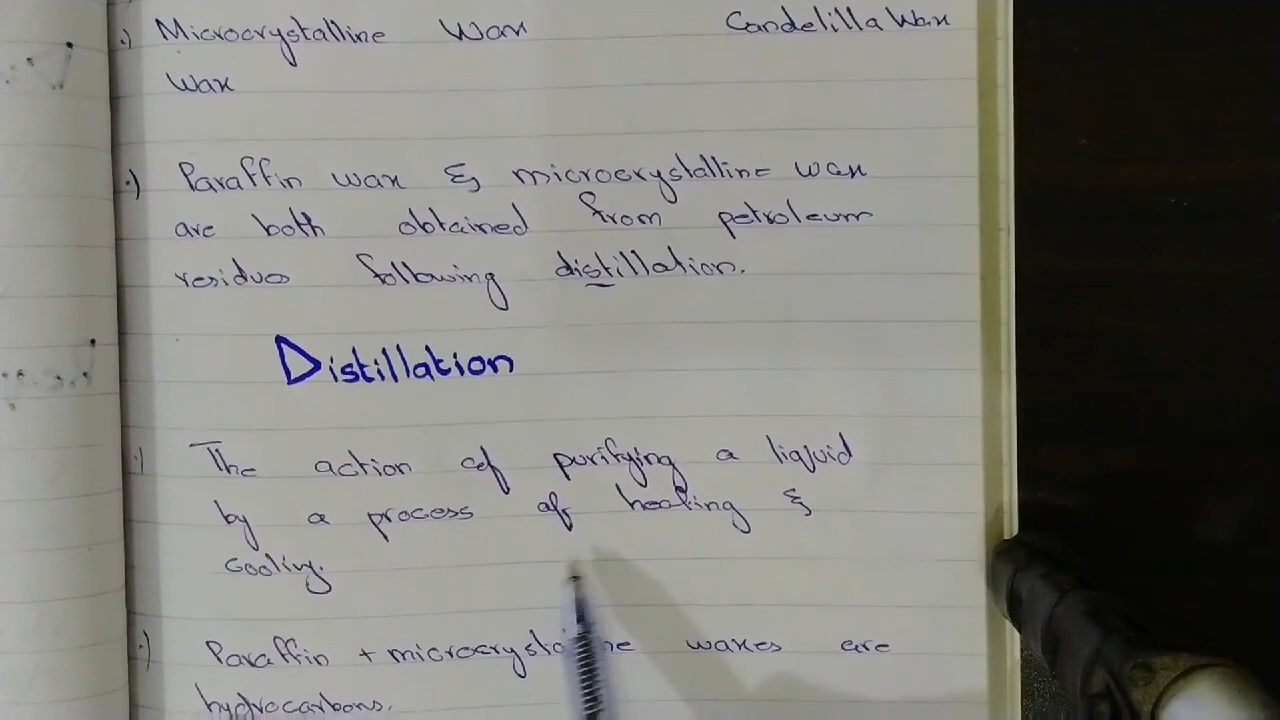 .) Microcrystalline Wax Candelilla Wax
Wax
.) Paraffin wax & microcrystalline wax
are both obtained from petroleum
residue following distillation.
Distillation
.) The action of purifying a liquid
by a process of heating &
cooling.
.) Paraffin + microcrystalline waxes are
hydrocarbons.